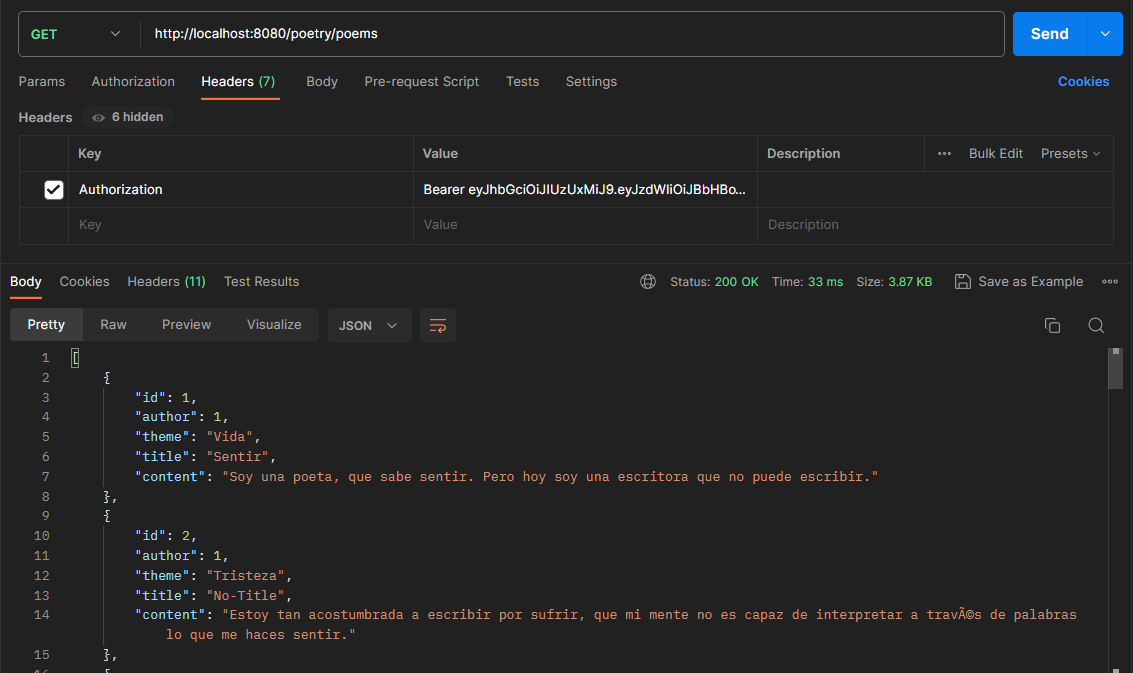 GET http://localhost:8080/poetry/poems Send
Params Authorization Headers (7) Body Pre-request Script Tests Settings Cookies
Headers 6 hidden
Key Value Description Bulk Edit Presets
Authorization Bearer eyJhbGciOiJIUzUxMiJ9.eyJzdWIiOiJBbHBo...
Key Value Description
Body Cookies Headers (11) Test Results Status: 200 OK Time: 33 ms Size: 3.87 KB Save as Example
Pretty Raw Preview Visualize JSON
1 [
2 {
3 "id": 1,
4 "author": 1,
5 "theme": "Vida",
6 "title": "Sentir",
7 "content": "Soy una poeta, que sabe sentir. Pero hoy soy una escritora que no puede escribir."
8 },
9 {
10 "id": 2,
11 "author": 1,
12 "theme": "Tristeza",
13 "title": "No-Title",
14 "content": "Estoy tan acostumbrada a escribir por sufrir, que mi mente no es capaz de interpretar a travÃ©s de palabras
lo que me haces sentir."
15 },
16 {